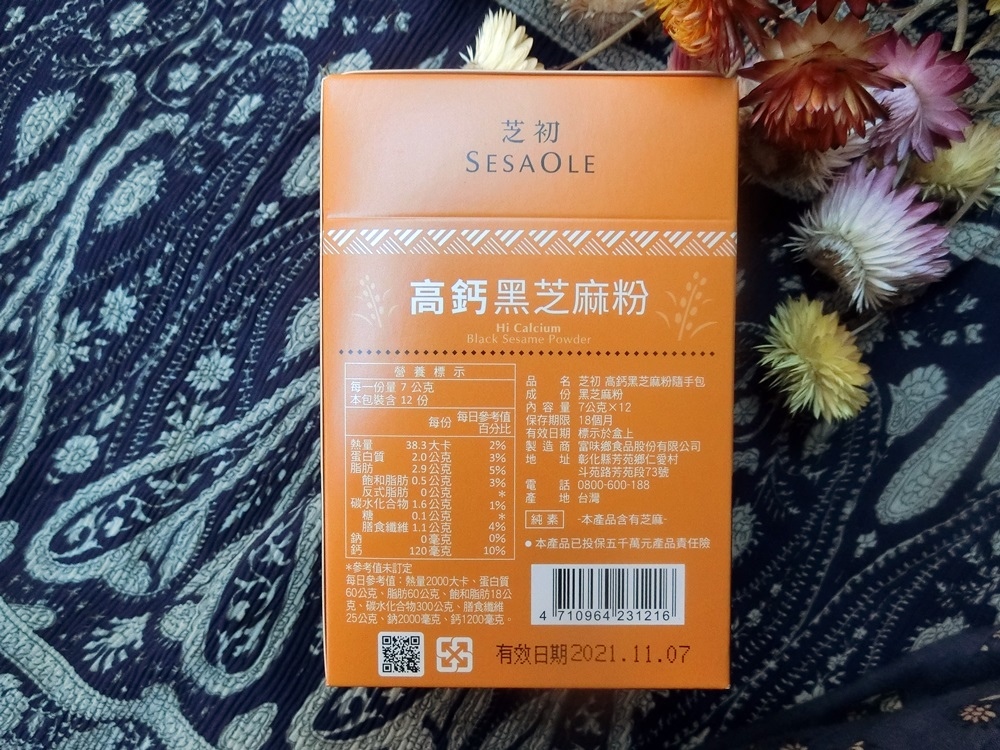 芝初
SESAOLE
高鈣黑芝麻粉
Hi Calcium
Black Sesame Powder
營養標示
每一份量 7 公克
本包裝含 12 份
每份 每日參考值百分比
熱量 38.3 大卡 2%
蛋白質 2.0 公克 3%
脂肪 2.9 公克 5%
飽和脂肪 0.5 公克 3%
反式脂肪 0 公克 *
碳水化合物 1.6 公克 1%
糖 0.1 公克 *
膳食纖維 1.1 公克 4%
鈉 0 毫克 0%
鈣 120 毫克 10%
*參考值未訂定
每日參考值：熱量2000大卡、蛋白質
60公克、脂肪60公克、飽和脂肪18公
克、碳水化合物300公克、膳食纖維
25公克、鈉2000毫克、鈣1200毫克。
品名 芝初 高鈣黑芝麻粉隨手包
成份 黑芝麻粉
內容量 7公克×12
保存期限 18個月
有效日期 標示於盒上
製造商 富味鄉食品股份有限公司
地址 彰化縣芳苑鄉仁愛村
斗苑路芳苑段73號
電話 0800-600-188
產地 台灣
純素 -本產品含有芝麻-
●本產品已投保五千萬元產品責任險
4 710964 231216
有效日期2021.11.07